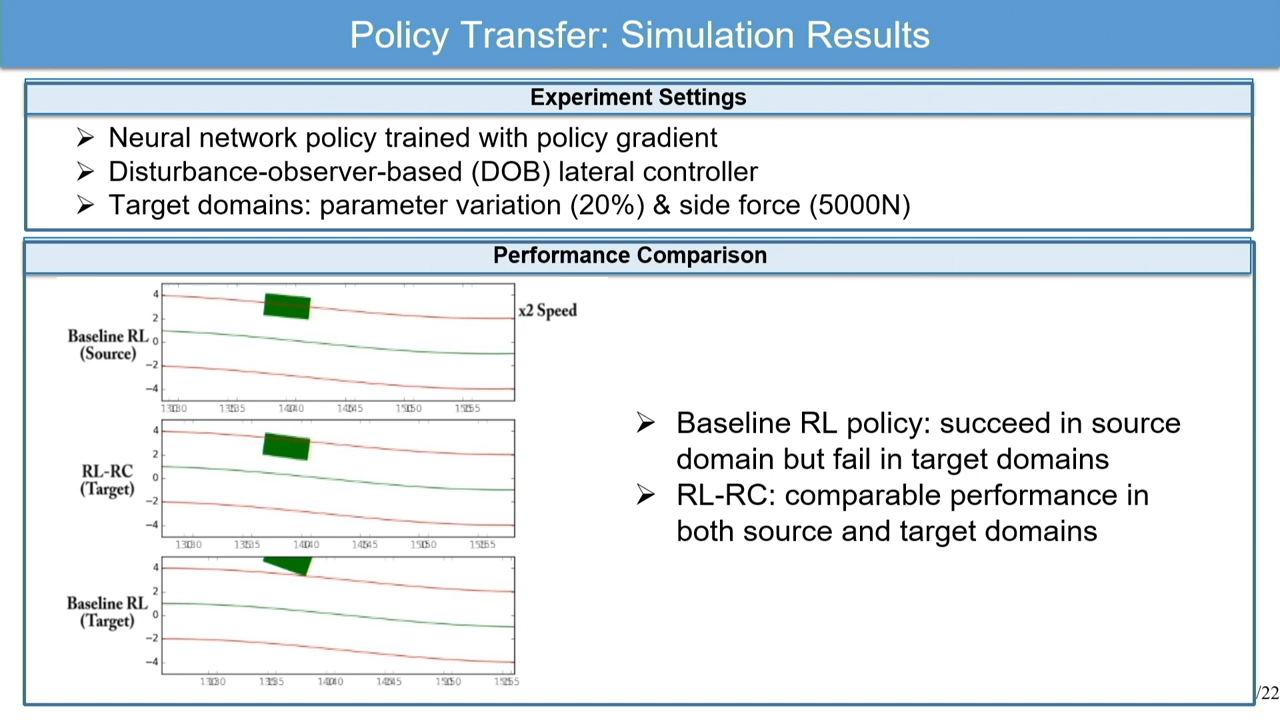 Policy Transfer: Simulation Results
Experiment Settings
➢ Neural network policy trained with policy gradient
➢ Disturbance-observer-based (DOB) lateral controller
➢ Target domains: parameter variation (20%) & side force (5000N)
Performance Comparison
Baseline RL
(Source)
4
2
0
−2
−4
x2 Speed
RL-RC
(Target)
4
2
0
−2
−4
Baseline RL
(Target)
4
2
0
−2
−4
➢ Baseline RL policy: succeed in source
domain but fail in target domains
➢ RL-RC: comparable performance in
both source and target domains
/22